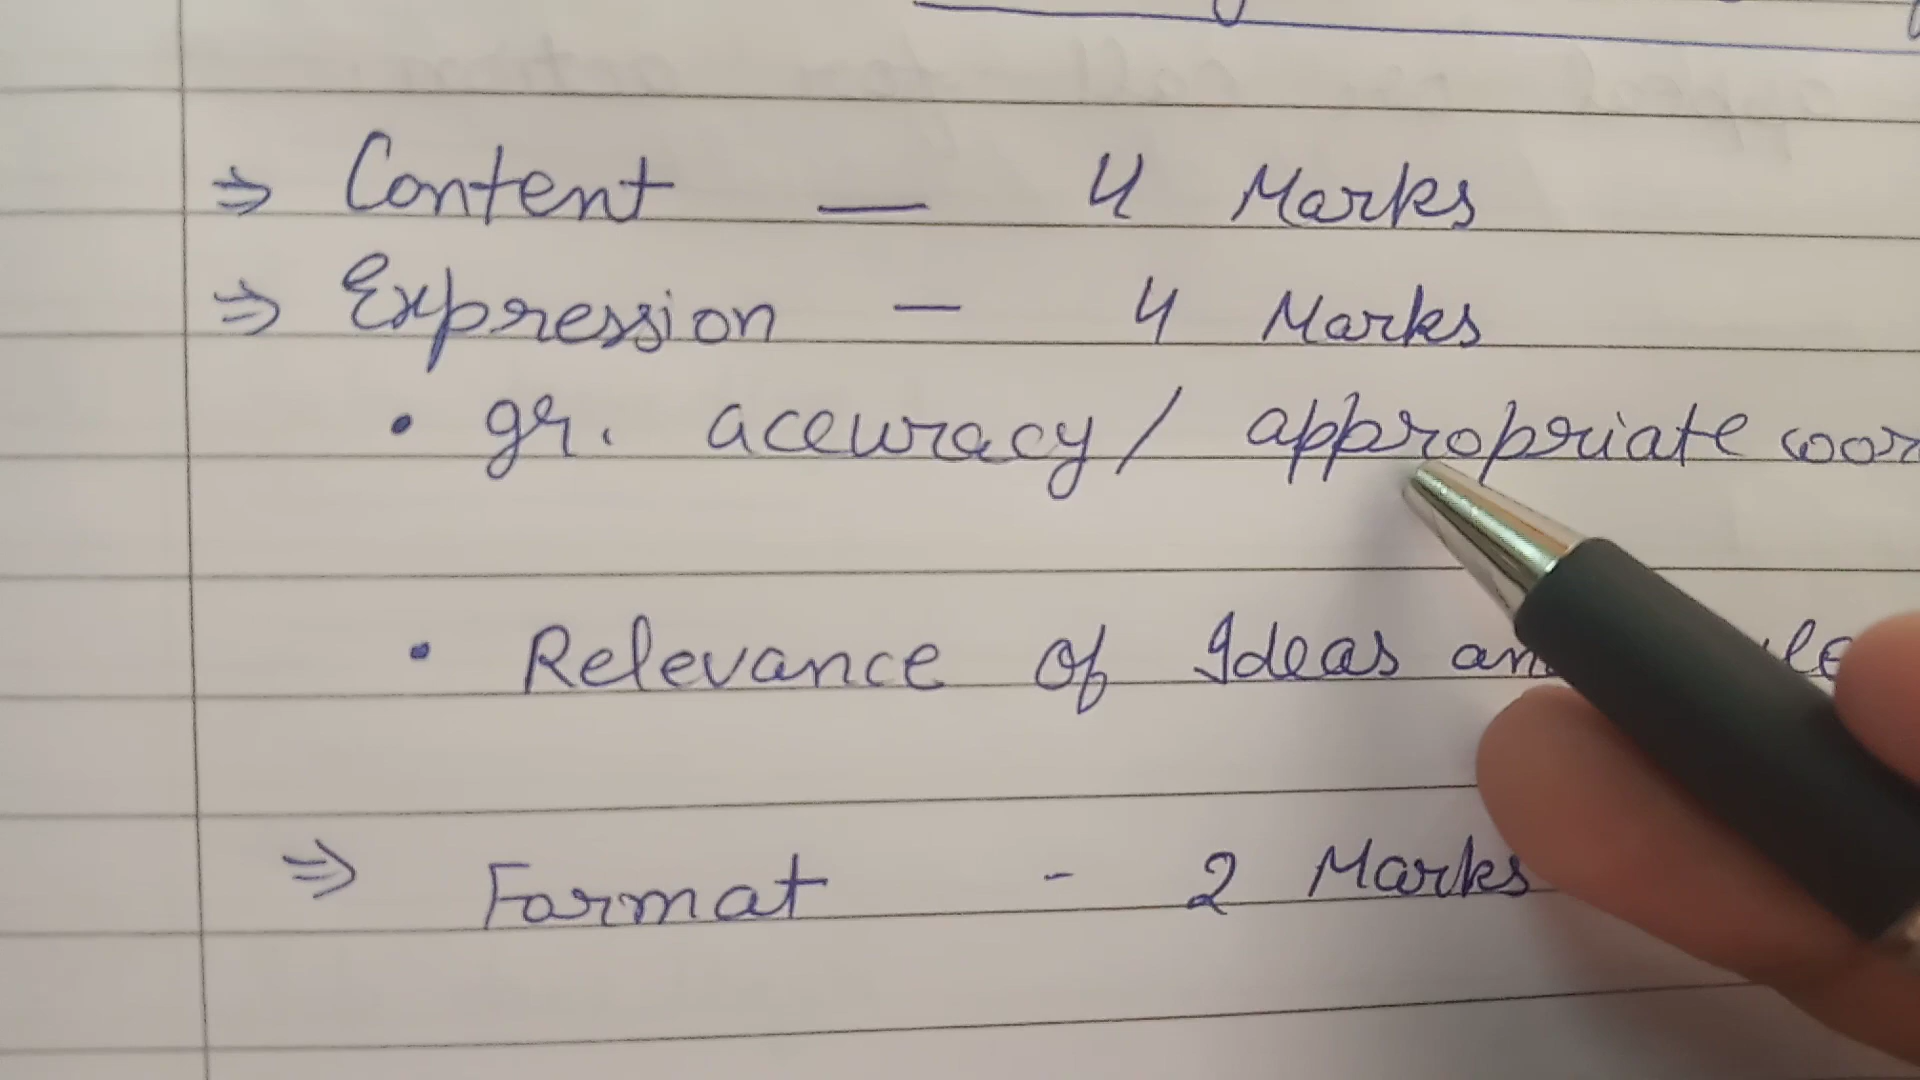 ⇒ Content — 4 Marks
⇒ Expression - 4 Marks
• gr. accuracy / appropriate
• Relevance of Ideas
⇒ Format - 2 Marks